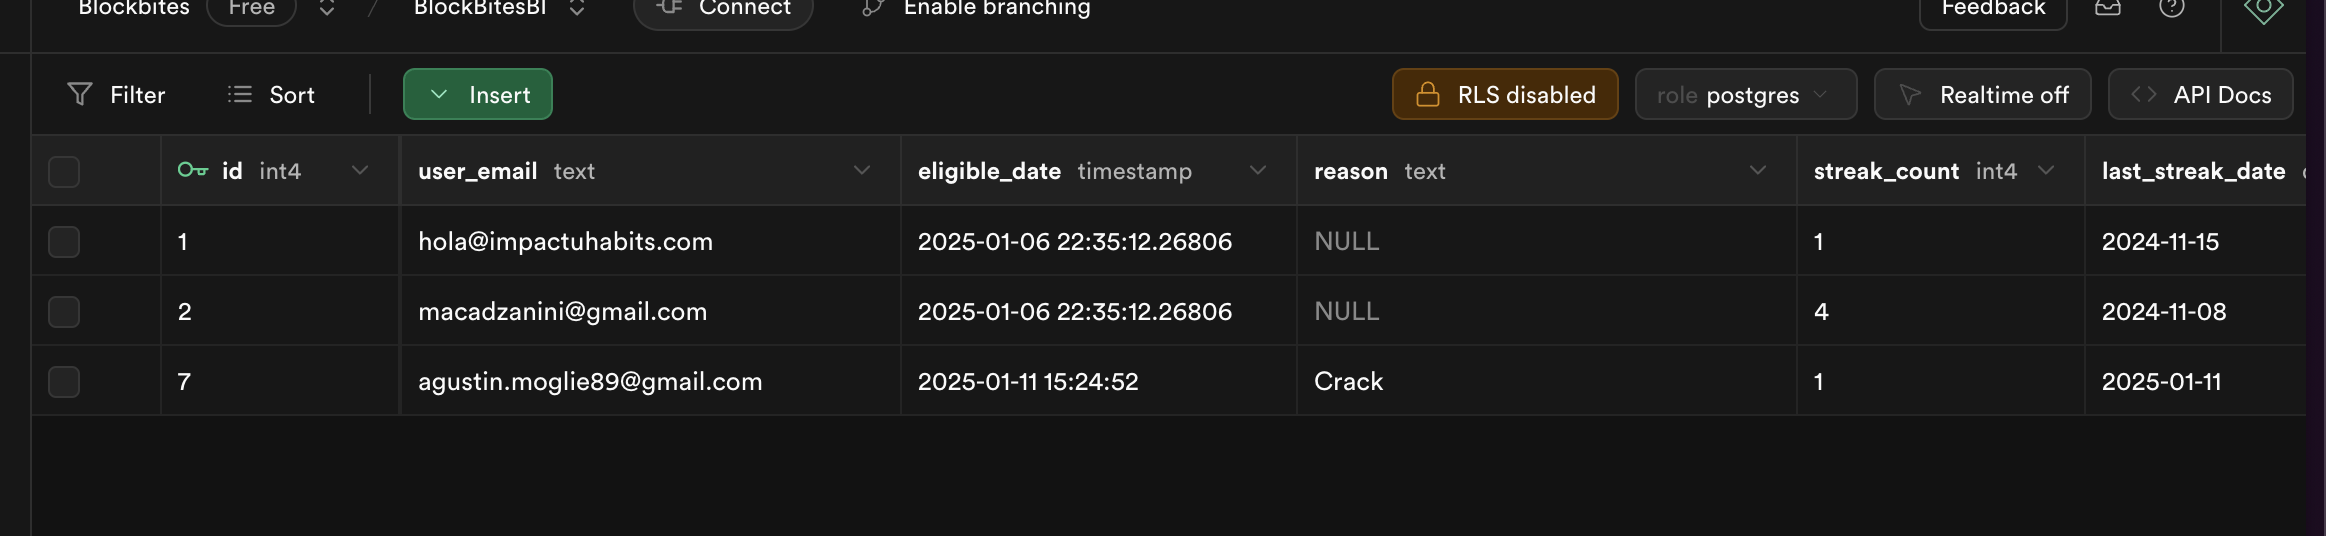 Blockbites Free / BlockBitesBI Connect Enable branching Feedback
Filter Sort Insert RLS disabled role postgres Realtime off API Docs
id int4 user_email text eligible_date timestamp reason text streak_count int4 last_streak_date
1 hola@impactuhabits.com 2025-01-06 22:35:12.26806 NULL 1 2024-11-15
2 macadzanini@gmail.com 2025-01-06 22:35:12.26806 NULL 4 2024-11-08
7 agustin.moglie89@gmail.com 2025-01-11 15:24:52 Crack 1 2025-01-11